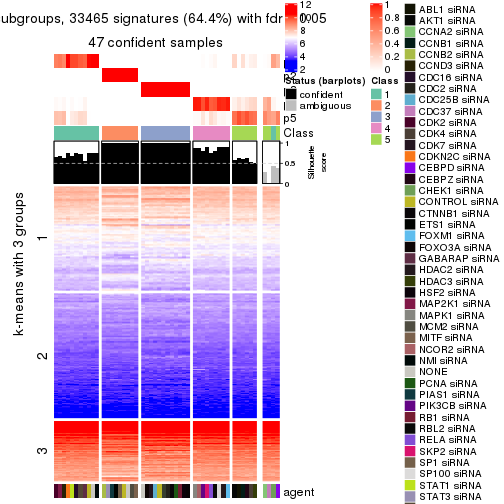 ubgroups, 33465 signatures (64.4%) with fdr
0.05
47 confident samples
p5
Class
1
0.5
0
Silhouette
score
k-means with 3 groups
1
2
3
agent
12
10
8
6
4
2
Status (barplots)
confident
ambiguous
1
0.8
0.6
0.4
0.2
0
Class
1
2
3
4
5
ABL1 siRNA
AKT1 siRNA
CCNA2 siRNA
CCNB1 siRNA
CCNB2 siRNA
CCND3 siRNA
CDC16 siRNA
CDC2 siRNA
CDC25B siRNA
CDC37 siRNA
CDK2 siRNA
CDK4 siRNA
CDK7 siRNA
CDKN2C siRNA
CEBPD siRNA
CEBPZ siRNA
CHEK1 siRNA
CONTROL siRNA
CTNNB1 siRNA
ETS1 siRNA
FOXM1 siRNA
FOXO3A siRNA
GABARAP siRNA
HDAC2 siRNA
HDAC3 siRNA
HSF2 siRNA
MAP2K1 siRNA
MAPK1 siRNA
MCM2 siRNA
MITF siRNA
NCOR2 siRNA
NMI siRNA
NONE
PCNA siRNA
PIAS1 siRNA
PIK3CB siRNA
RB1 siRNA
RBL2 siRNA
RELA siRNA
SKP2 siRNA
SP1 siRNA
SP100 siRNA
STAT1 siRNA
STAT3 siRNA